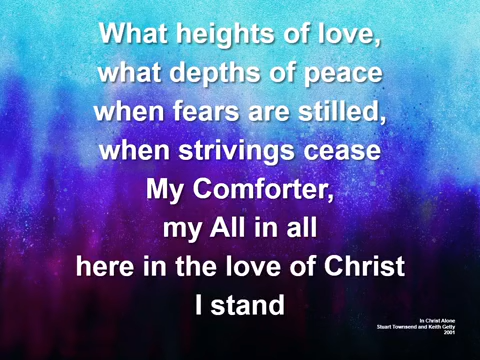 What heights of love,
what depths of peace
when fears are stilled,
when strivings cease
My Comforter,
my All in all
here in the love of Christ
I stand
In Christ Alone
Stuart Townsend and Keith Getty
2001